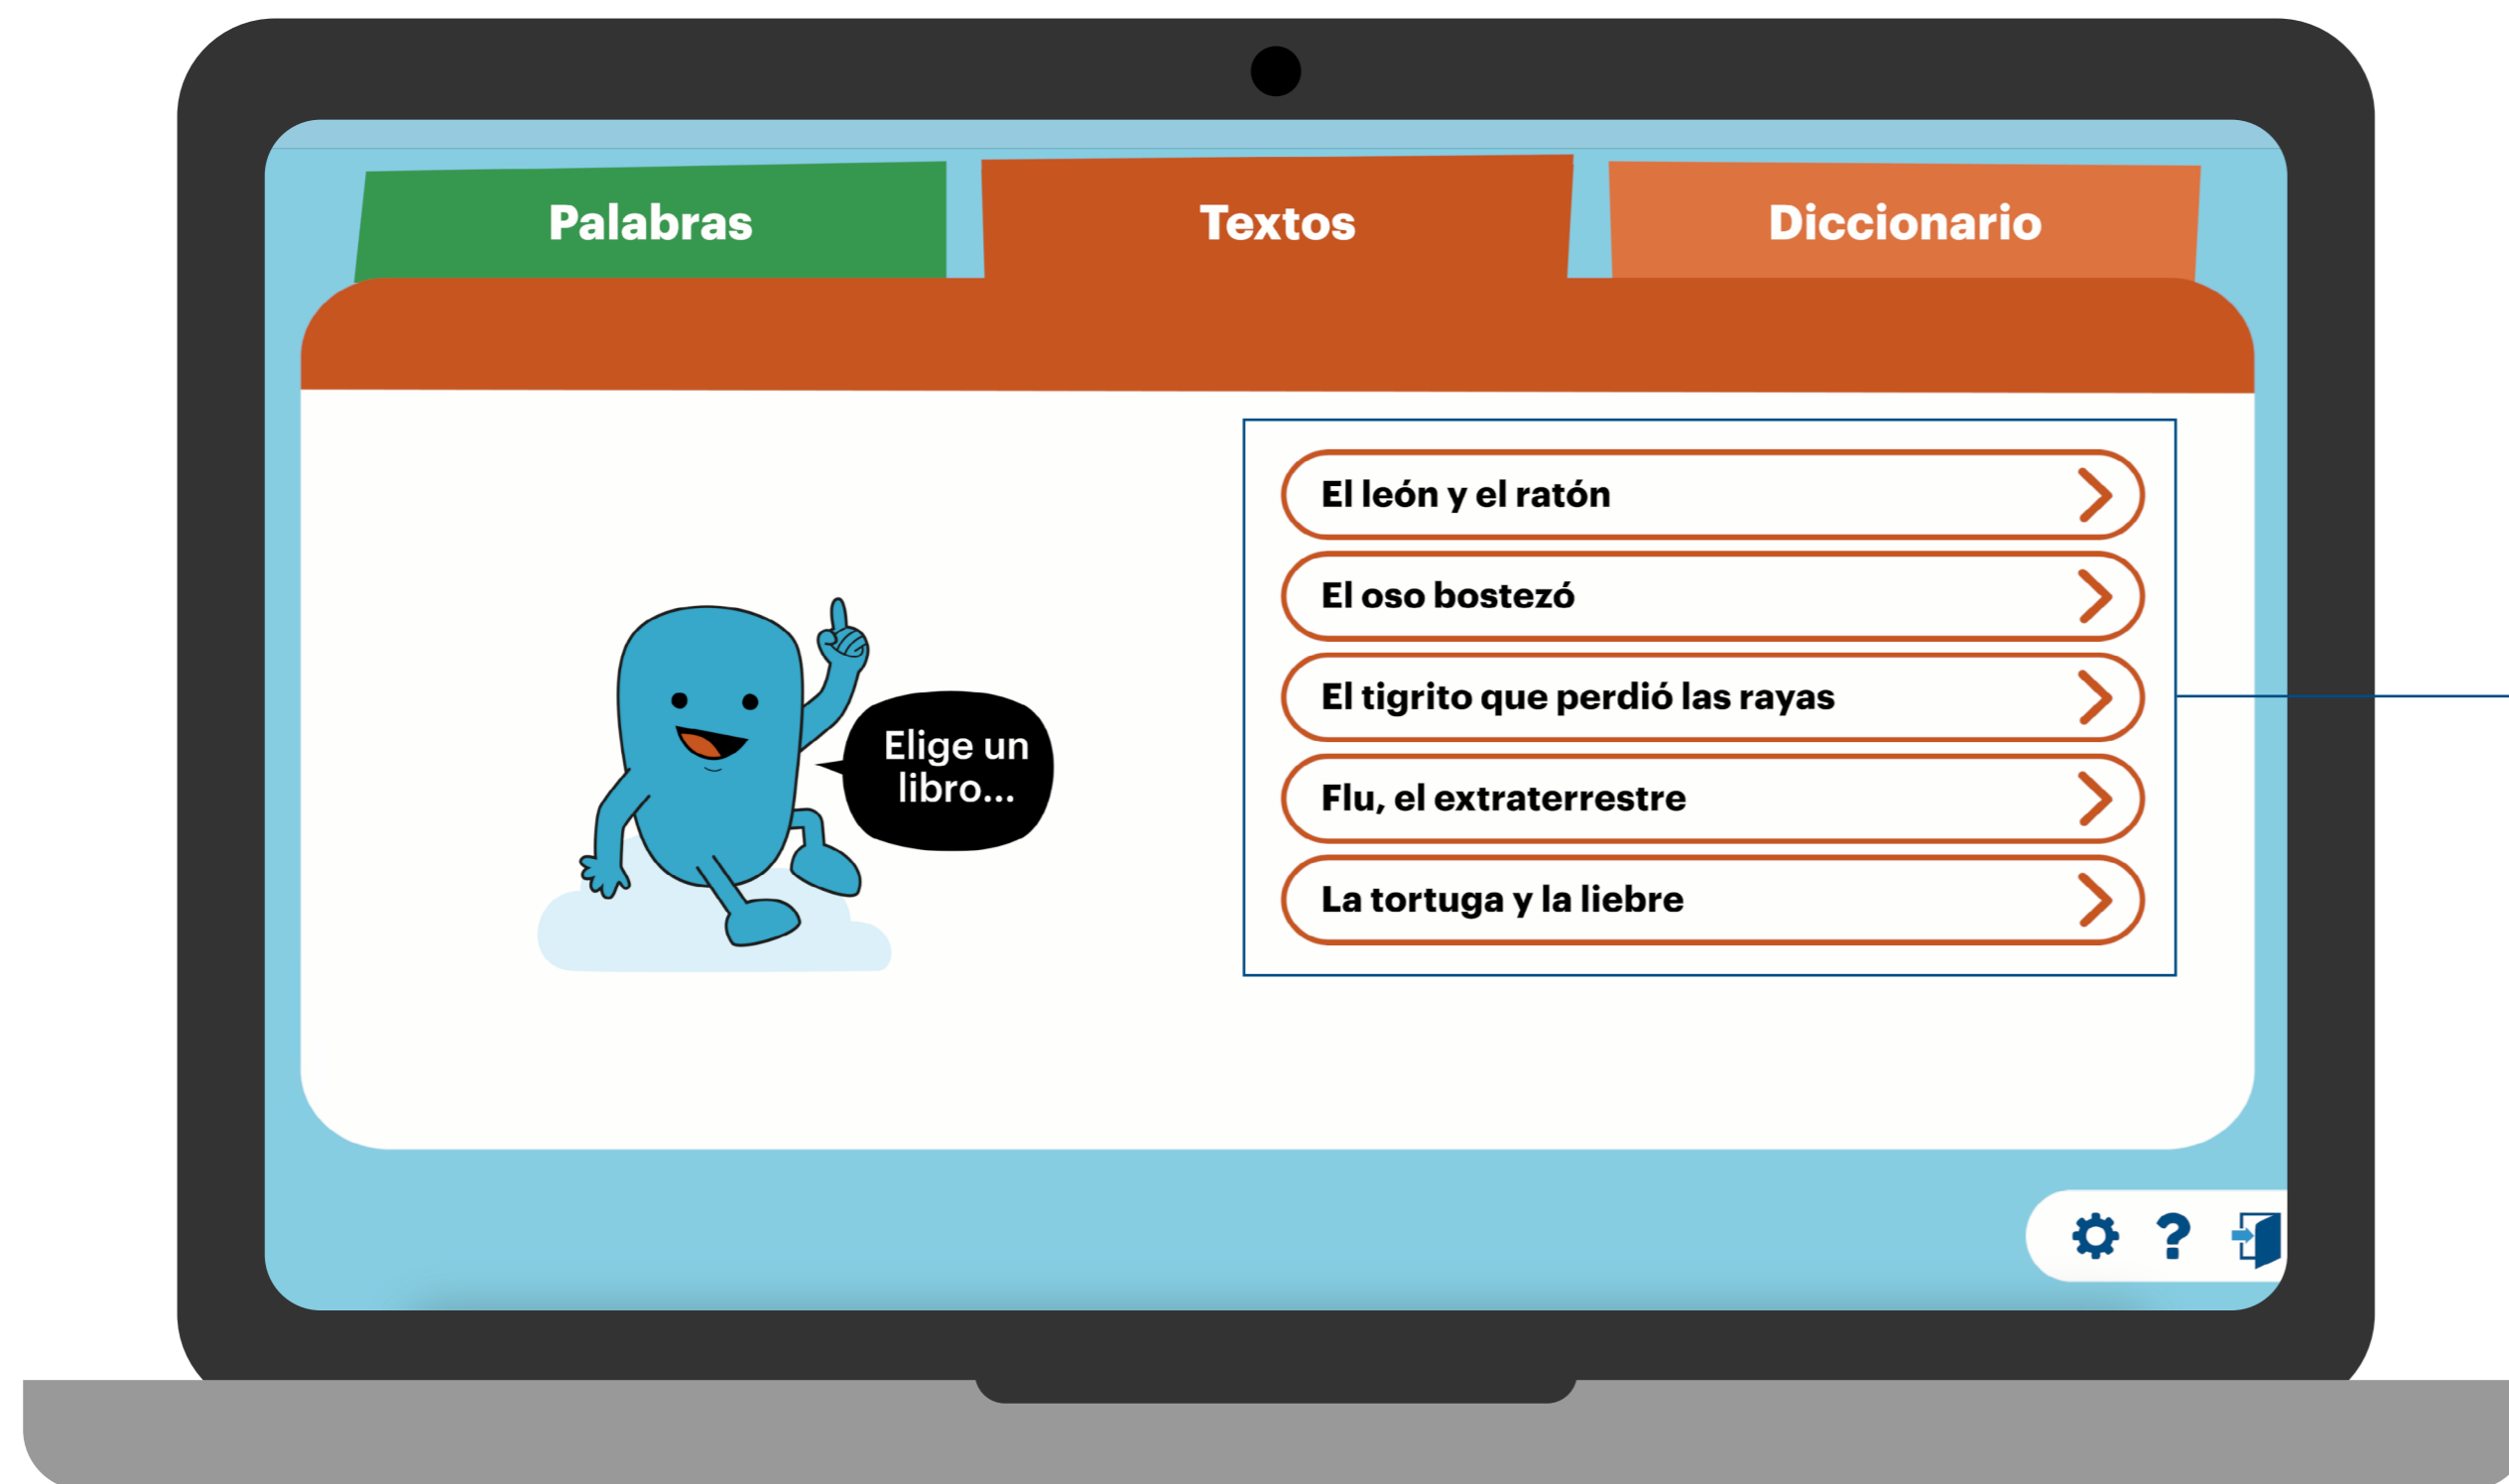 Palabras
Textos
Diccionario
Elige un
libro...
El león y el ratón
El oso bostezó
El tigrito que perdió las rayas
Flu, el extraterrestre
La tortuga y la liebre
?